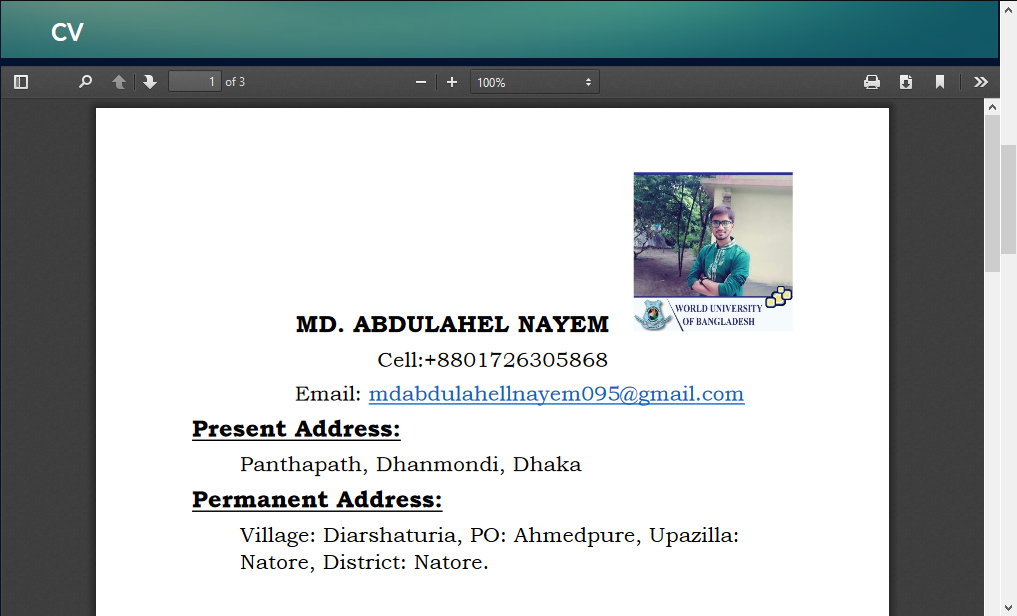 CV
1 of 3
100%
WORLD UNIVERSITY
OF BANGLADESH
MD. ABDULAHEL NAYEM
Cell:+8801726305868
Email: mdabdulahellnayem095@gmail.com
Present Address:
Panthapath, Dhanmondi, Dhaka
Permanent Address:
Village: Diarshaturia, PO: Ahmedpure, Upazilla:
Natore, District: Natore.